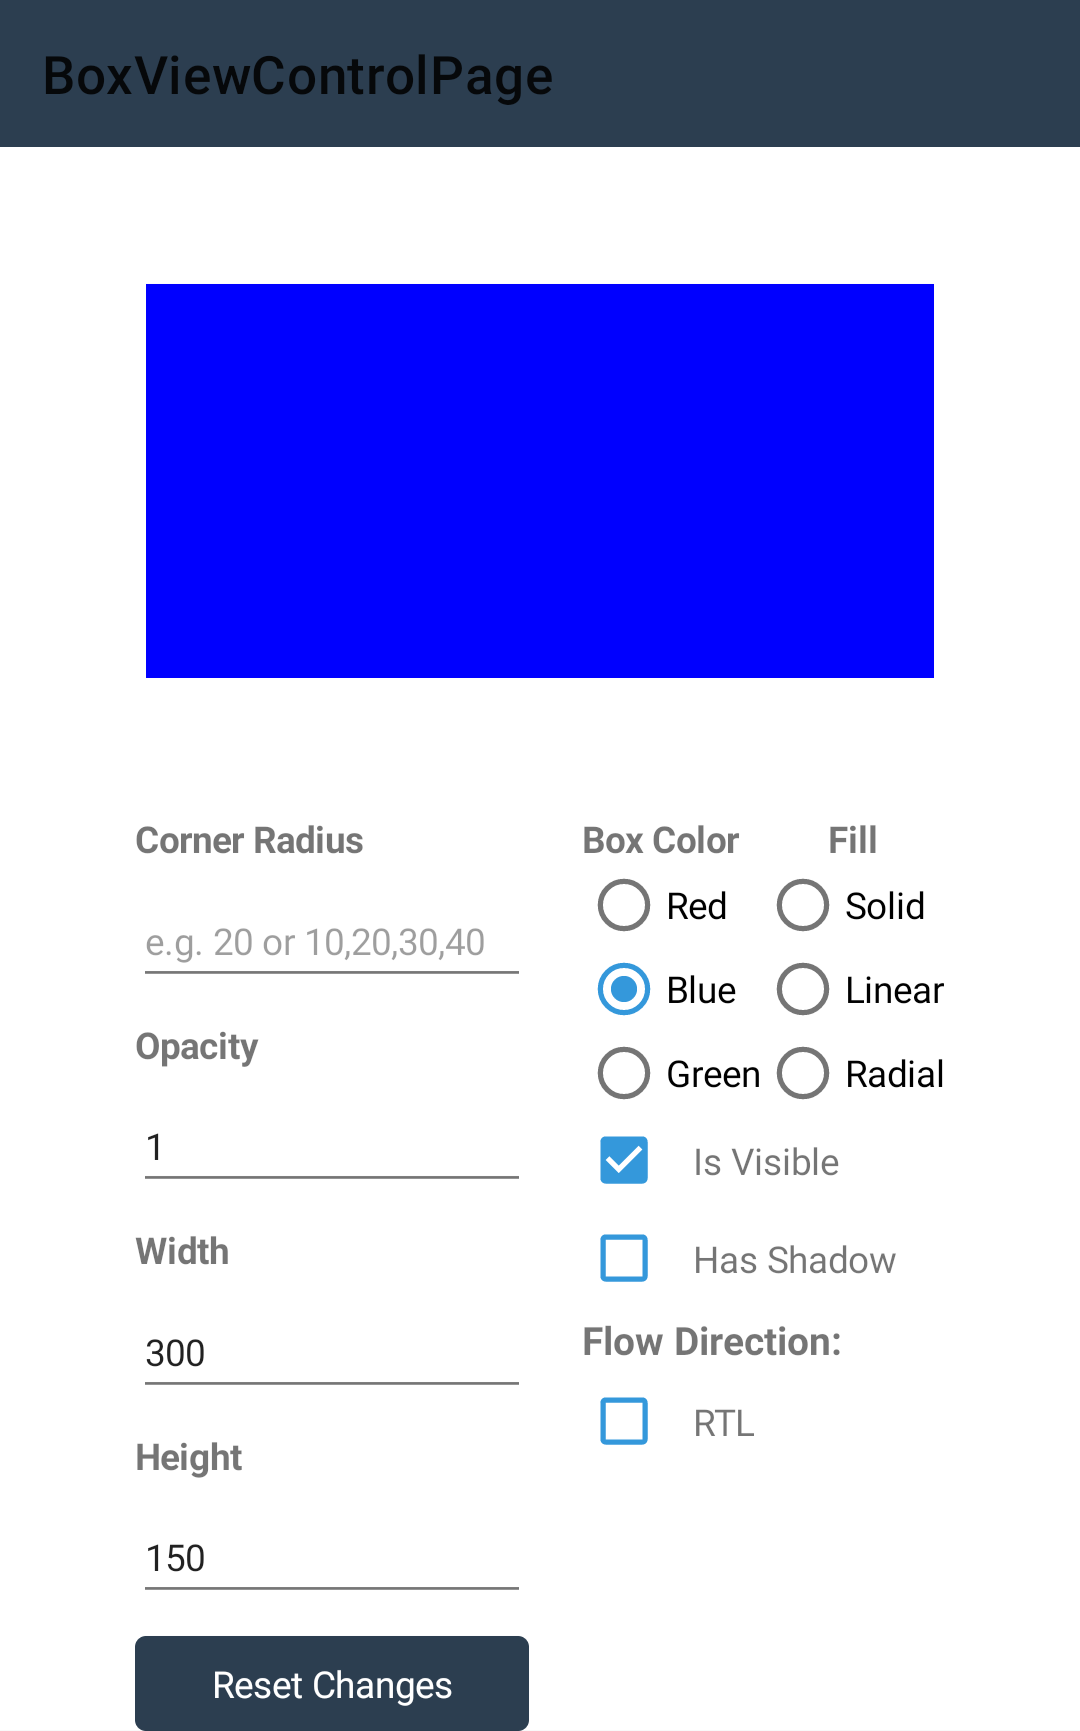 BoxViewControlPage
Corner Radius
e.g. 20 or 10,20,30,40
Opacity
1
Width
300
Height
150
Reset Changes
Box Color Fill
Red Solid
Blue Linear
Green Radial
Is Visible
Has Shadow
Flow Direction:
RTL